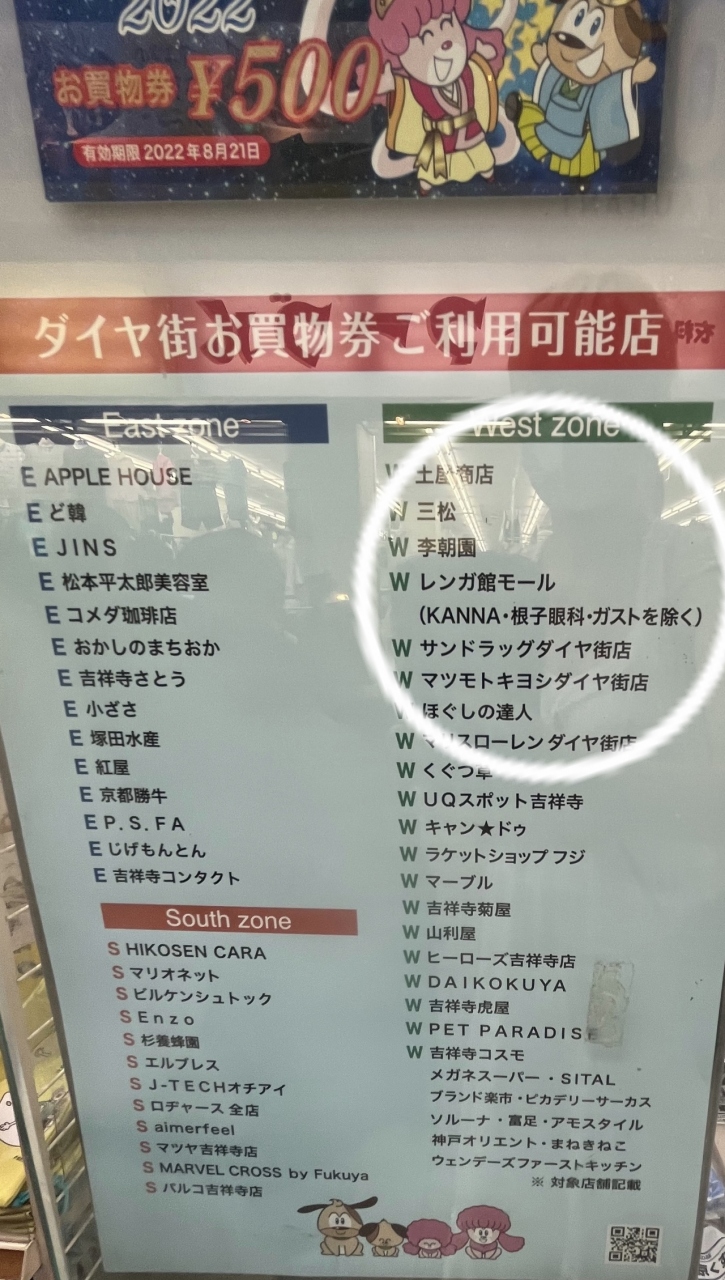 2022
お買物券 ¥500
有効期限 2022年8月21日
ダイヤ街お買物券 ご利用可能店
East zone
E APPLE HOUSE
E ど韓
E JINS
E 松本平太郎美容室
E コメダ珈琲店
E おかしのまちおか
E 吉祥寺さとう
E 小ざさ
E 塚田水産
E 紅屋
E 京都勝牛
E P.S.FA
E じげもんとん
E 吉祥寺コンタクト
South zone
S HIKOSEN CARA
S マリオネット
S ビルケンシュトック
S Enzo
S 杉養蜂園
S エルブレス
S J-TECHオチアイ
S ロヂャース 全店
S aimerfeel
S マツヤ吉祥寺店
S MARVEL CROSS by Fukuya
S パルコ吉祥寺店
West zone
W 土屋商店
W 三松
W 李朝園
W レンガ館モール
(KANNA・根子眼科・ガストを除く)
W サンドラッグダイヤ街店
W マツモトキヨシダイヤ街店
W ほぐしの達人
W マリスローレン ダイヤ街店
W くぐつ草
W UQスポット吉祥寺
W キャン★ドゥ
W ラケットショップ フジ
W マーブル
W 吉祥寺菊屋
W 山利屋
W ヒーローズ吉祥寺店
W DAIKOKUYA
W 吉祥寺虎屋
W PET PARADIS
W 吉祥寺コスモ
メガネスーパー・SITAL
ブランド楽市・ピカデリーサーカス
ソルーナ・富足・アモスタイル
神戸オリエント・まねきねこ
ウェンデーズファーストキッチン
※ 対象店舗記載